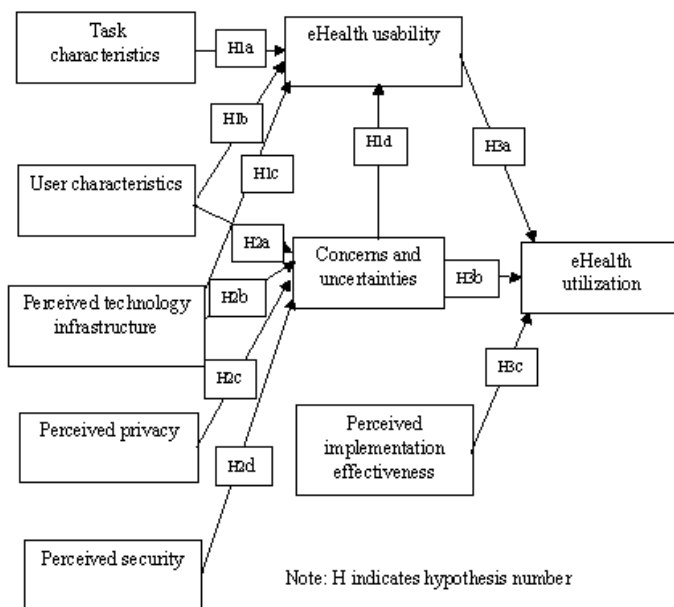 Task
characteristics
H1a
eHealth usability
H1b
H1d
H3a
H1c
User characteristics
H2a
Concerns and
uncertainties
H3b
eHealth
utilization
Perceived technology
infrastructure
H2b
H2c
H3c
Perceived privacy
Perceived
implementation
effectiveness
H2d
Perceived security
Note: H indicates hypothesis number